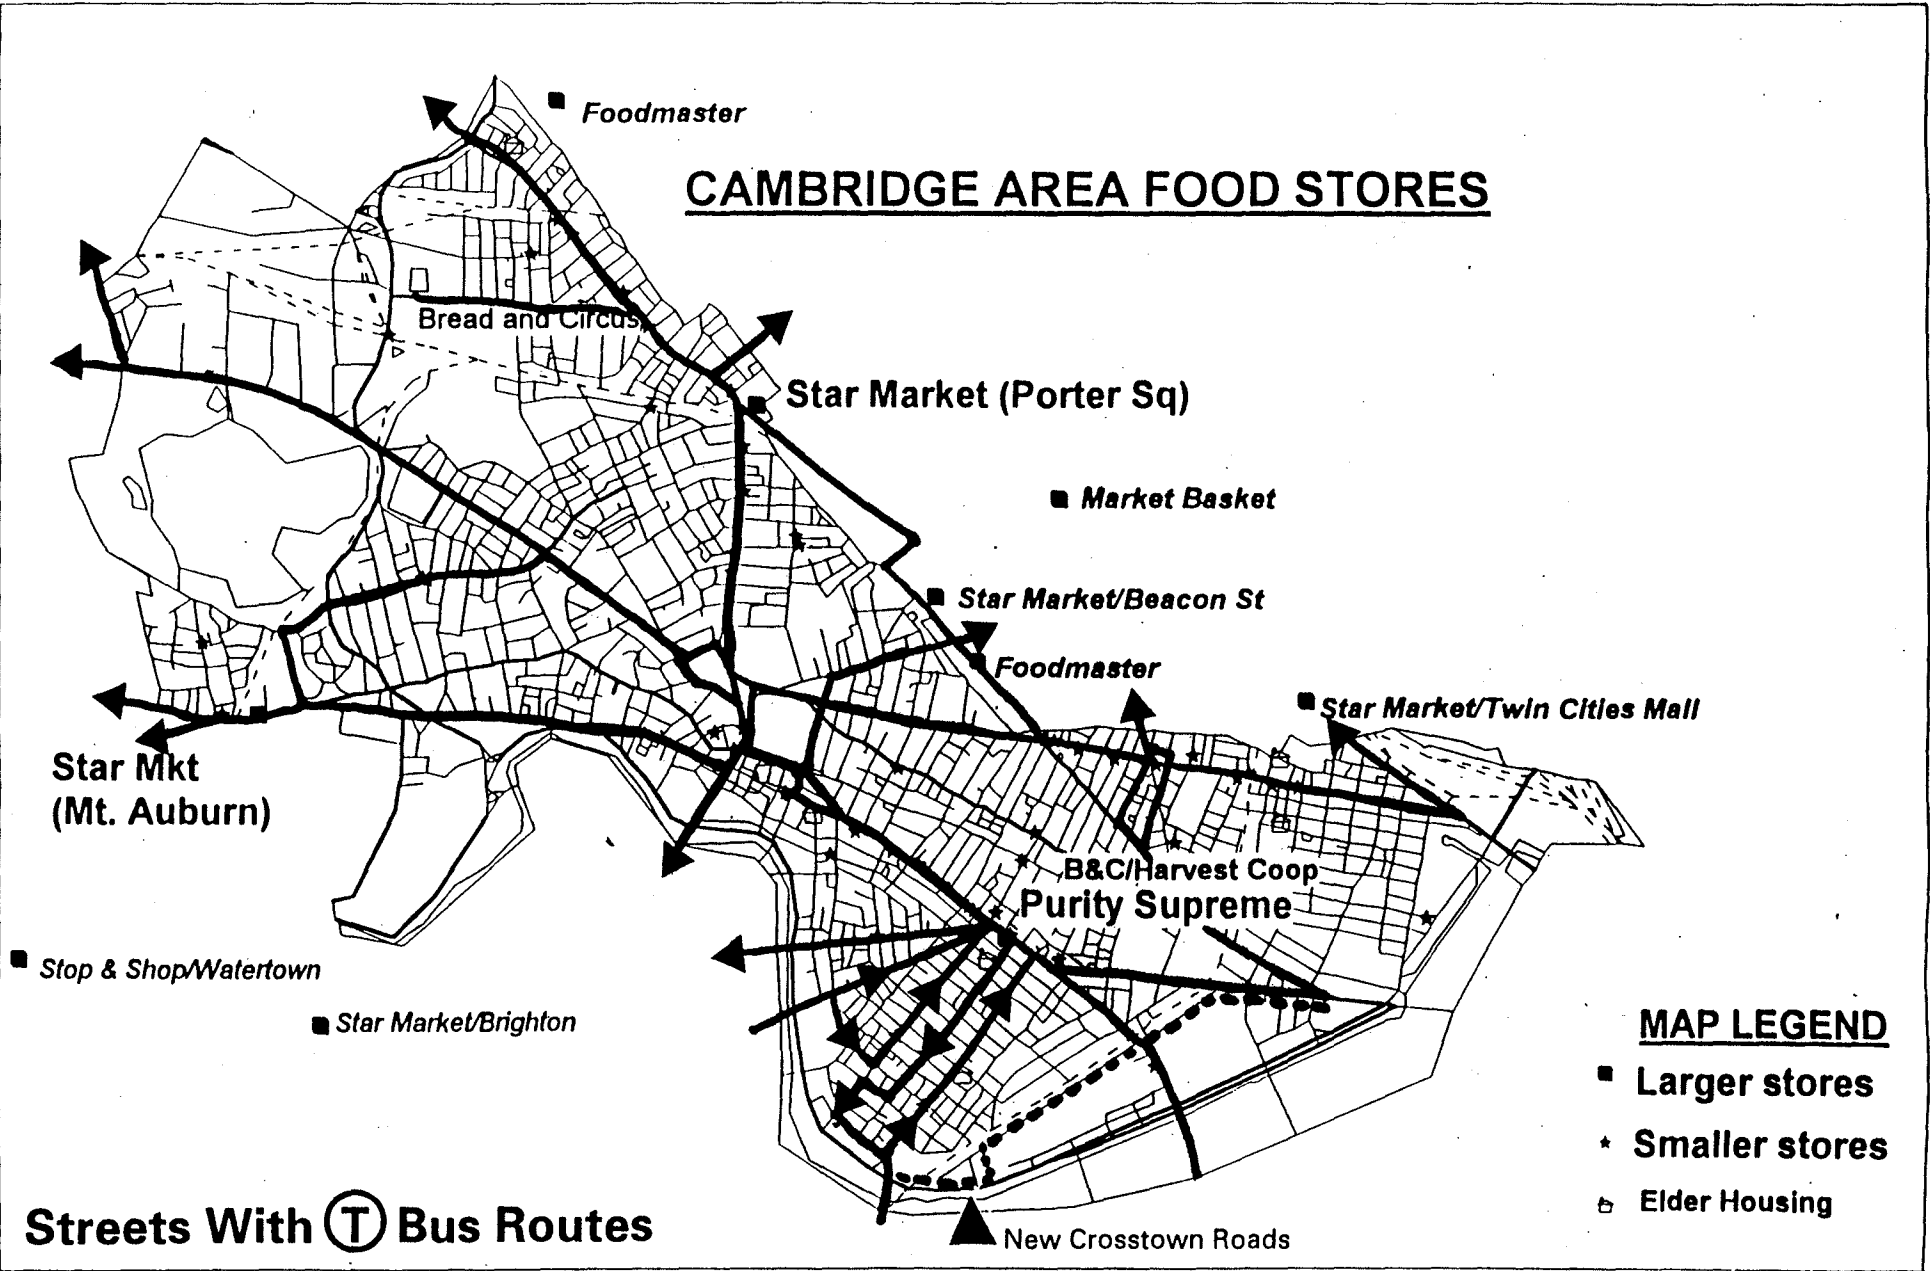 Foodmaster
CAMBRIDGE AREA FOOD STORES
Bread and Circus
Star Market (Porter Sq)
Market Basket
Star Market/Beacon St
Foodmaster
Star Market/Twin Cities Mall
Star Mkt
(Mt. Auburn)
B&C/Harvest Coop
Purity Supreme
Stop & Shop/Watertown
Star Market/Brighton
MAP LEGEND
Larger stores
Smaller stores
Elder Housing
Streets With T Bus Routes
New Crosstown Roads